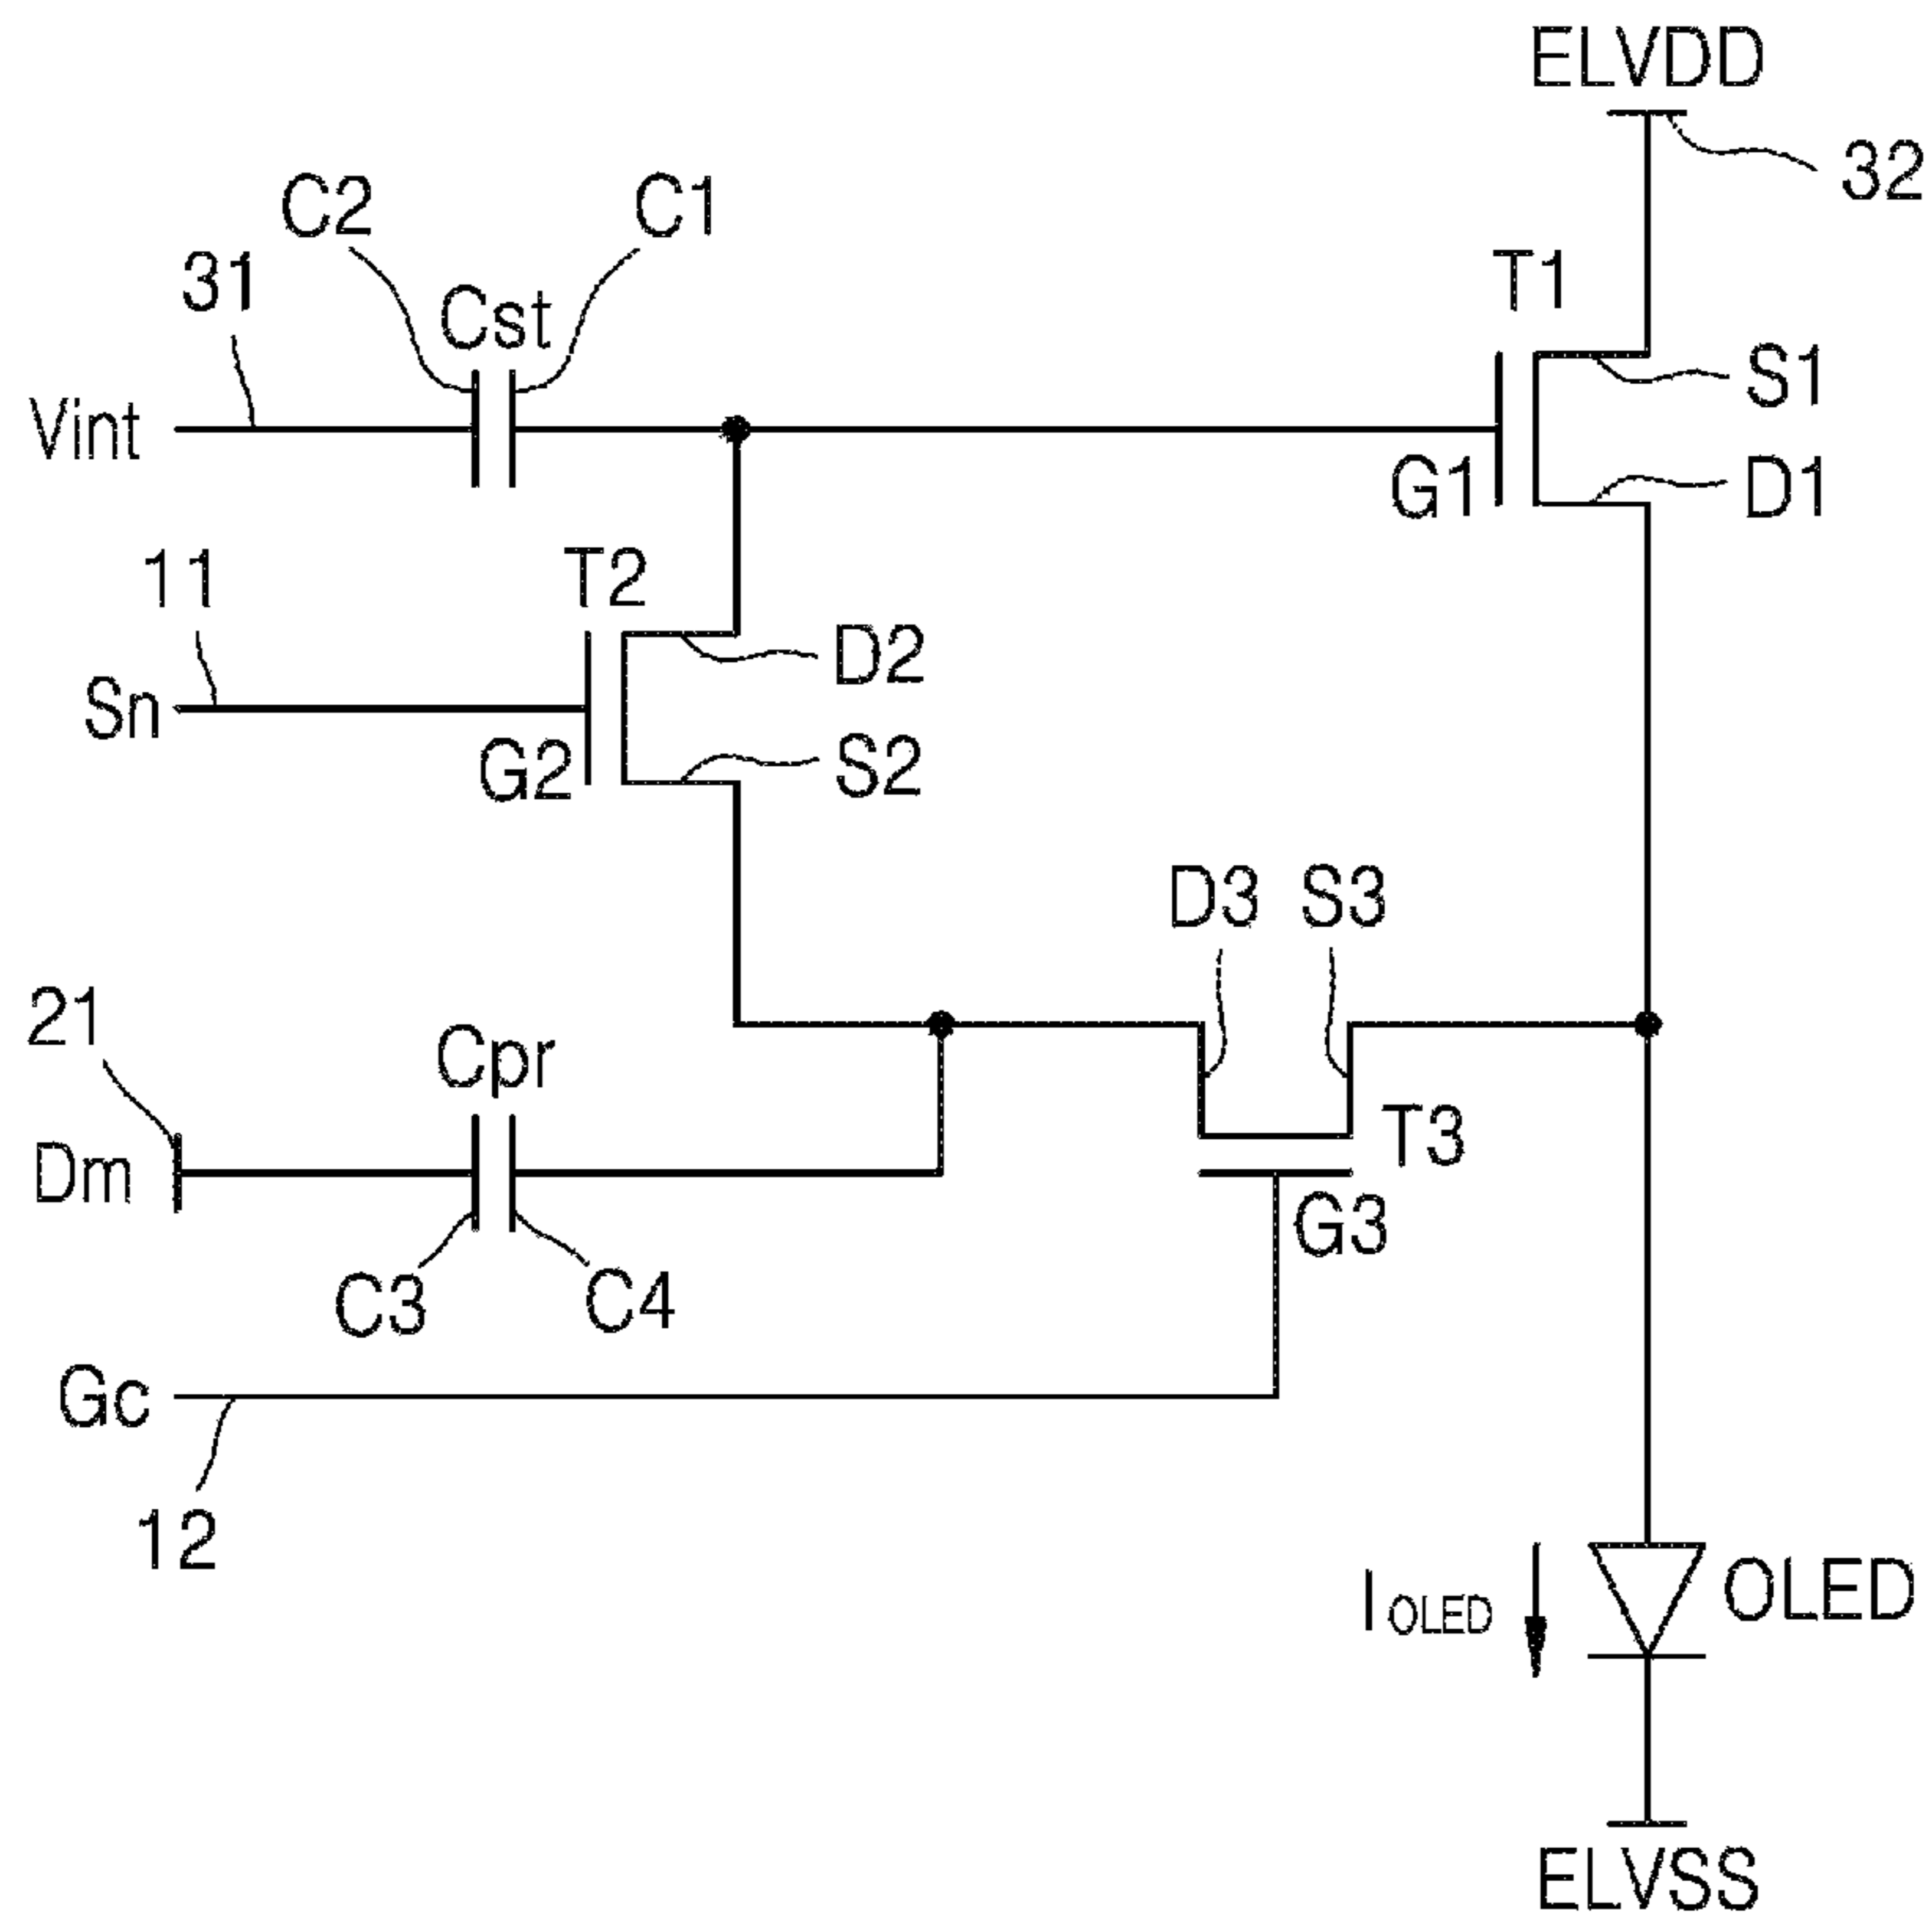 ELVDD
32
C2
C1
31
Cst
T1
S1
Vint
G1
D1
11
T2
D2
Sn
G2
S2
D3
S3
21
Cpr
T3
Dm
G3
C3
C4
Gc
12
I OLED
OLED
ELVSS